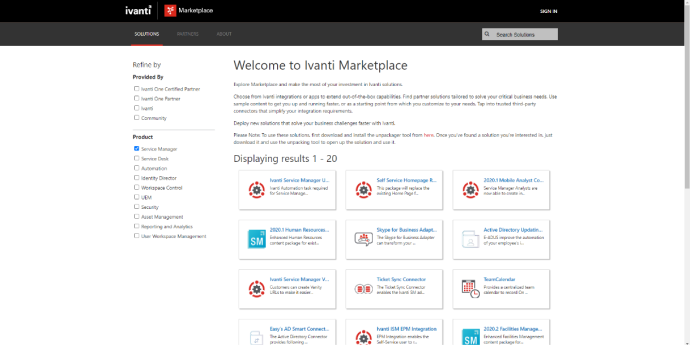 ivanti
Marketplace
SIGN IN
SOLUTIONS
PARTNERS
ABOUT
Search Solutions
Refine by
Provided By
Ivanti One Certified Partner
Ivanti One Partner
Ivanti
Community
Product
Service Manager
Service Desk
Automation
Identity Director
Workspace Control
UEM
Security
Asset Management
Reporting and Analytics
User Workspace Management
Welcome to Ivanti Marketplace
Explore Marketplace and make the most of your investment in Ivanti solutions.
Choose from Ivanti integrations or apps to extend out-of-the-box capabilities. Find partner solutions tailored to solve your critical business needs. Use
sample content to get you up and running faster, or as a starting point from which you customize to your needs. Tap into trusted third-party
connectors that simplify your integration requirements.
Deploy new solutions that solve your business challenges faster with Ivanti.
Please Note: To use these solutions, first download and install the unpackager tool from here. Once you've found a solution you're interested in, just
download it and use the unpacking tool to open up the solution and use it.
Displaying results 1 - 20
Ivanti Service Manager U...
Ivanti Automation task required
for Service Manage...
Self Service Homepage R...
This package will replace the
existing Home Page f...
2020.1 Mobile Analyst Co...
Service Manager Analysts are
now able to create in...
SM
2020.1 Human Resources...
Enhanced Human Resources
content package for exist...
Skype for Business Adapt...
The Skype for Business Adapter
can transform your ...
Active Directory Updatin...
E-ADUS improve the automation
of your employee's i...
Ivanti Service Manager V...
Customers can create Vanity
URLs to make it easier...
Ticket Sync Connector
The Ticket Sync Connector
enables the Ivanti SM ad...
TeamCalendar
Provides a centralised team
calendar to record On ...
Easy's AD Smart Connect...
The Active Directory Connector
provides following ...
Ivanti ISM EPM Integration
EPM Integration enables the
Self-Service user to r...
SM
2020.2 Facilities Manage...
Enhanced Facilities Management
content package for...